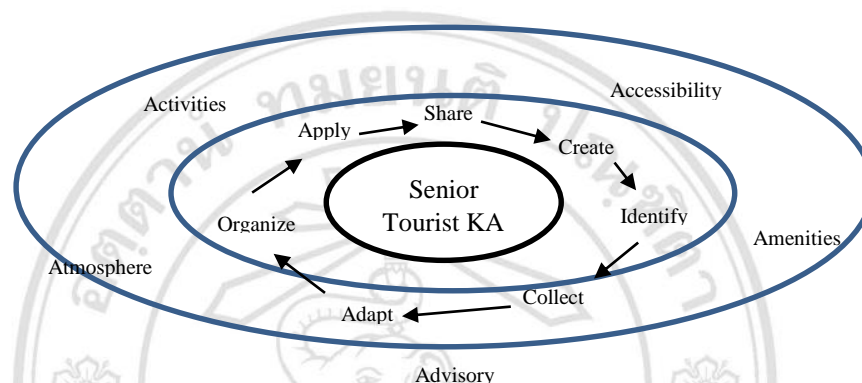 Activities
Accessibility
Share
Apply
Create
Senior
Tourist KA
Organize
Identify
Amenities
Atmosphere
Collect
Adapt
Advisory